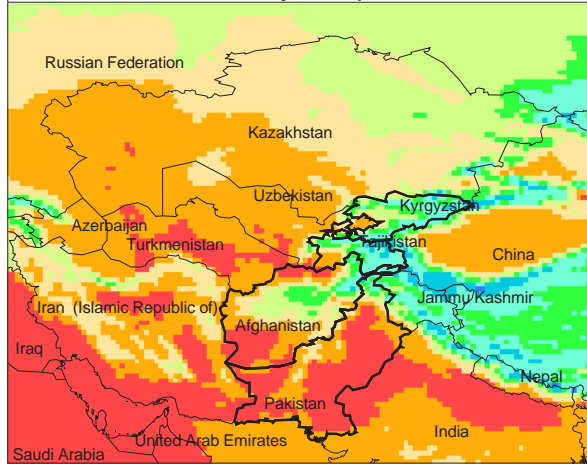 Russian Federation
Kazakhstan
Uzbekistan
Kyrgyzstan
Azerbaijan
Turkmenistan
Tajikistan
China
Iran (Islamic Republic of)
Jammu Kashmir
Afghanistan
Iraq
Nepal
Pakistan
India
United Arab Emirates
Saudi Arabia